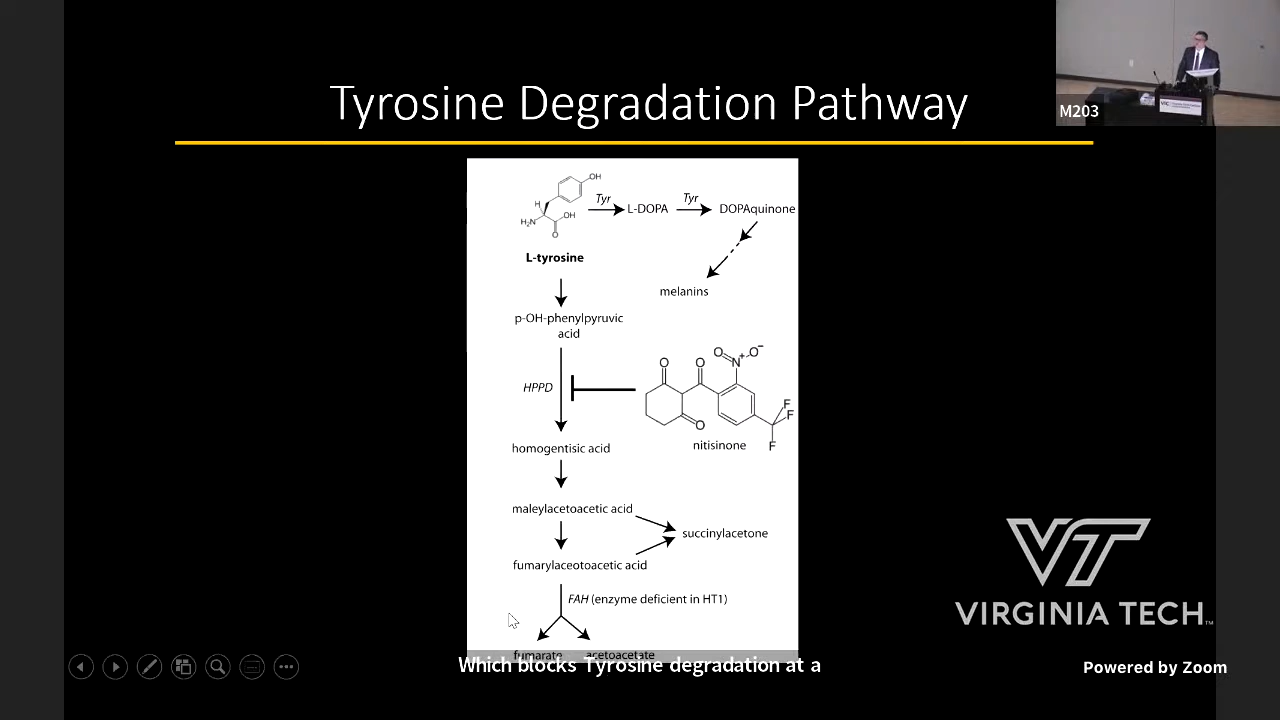 Tyrosine Degradation Pathway
M203
OH
H
H₂N
OH
O
L-tyrosine
Tyr
L-DOPA
Tyr
DOPAquinone
melanins
p-OH-phenylpyruvic
acid
HPPD
O
O
O
N⁺
O⁻
O
F
F
F
nitisinone
homogentisic acid
maleylacetoacetic acid
succinylacetone
fumarylaceotoacetic acid
FAH (enzyme deficient in HT1)
fumarate acetoacetate
Which blocks Tyrosine degradation at a
VT
VIRGINIA TECH™
Powered by Zoom